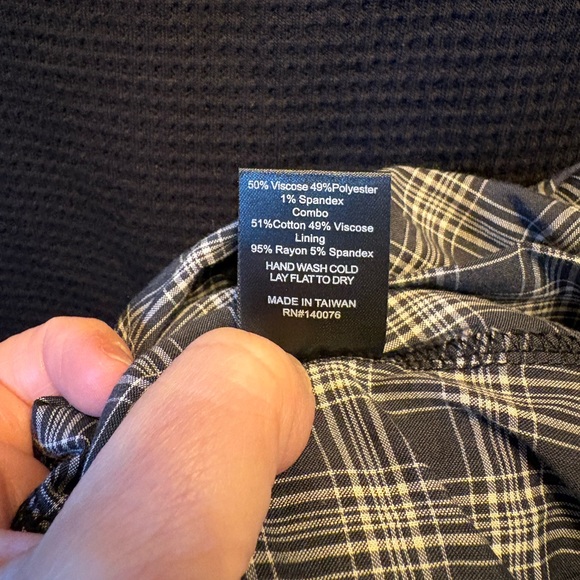 50% Viscose 49%Polyester
1% Spandex
Combo
51%Cotton 49% Viscose
Lining
95% Rayon 5% Spandex
HAND WASH COLD
LAY FLAT TO DRY
MADE IN TAIWAN
RN#140076